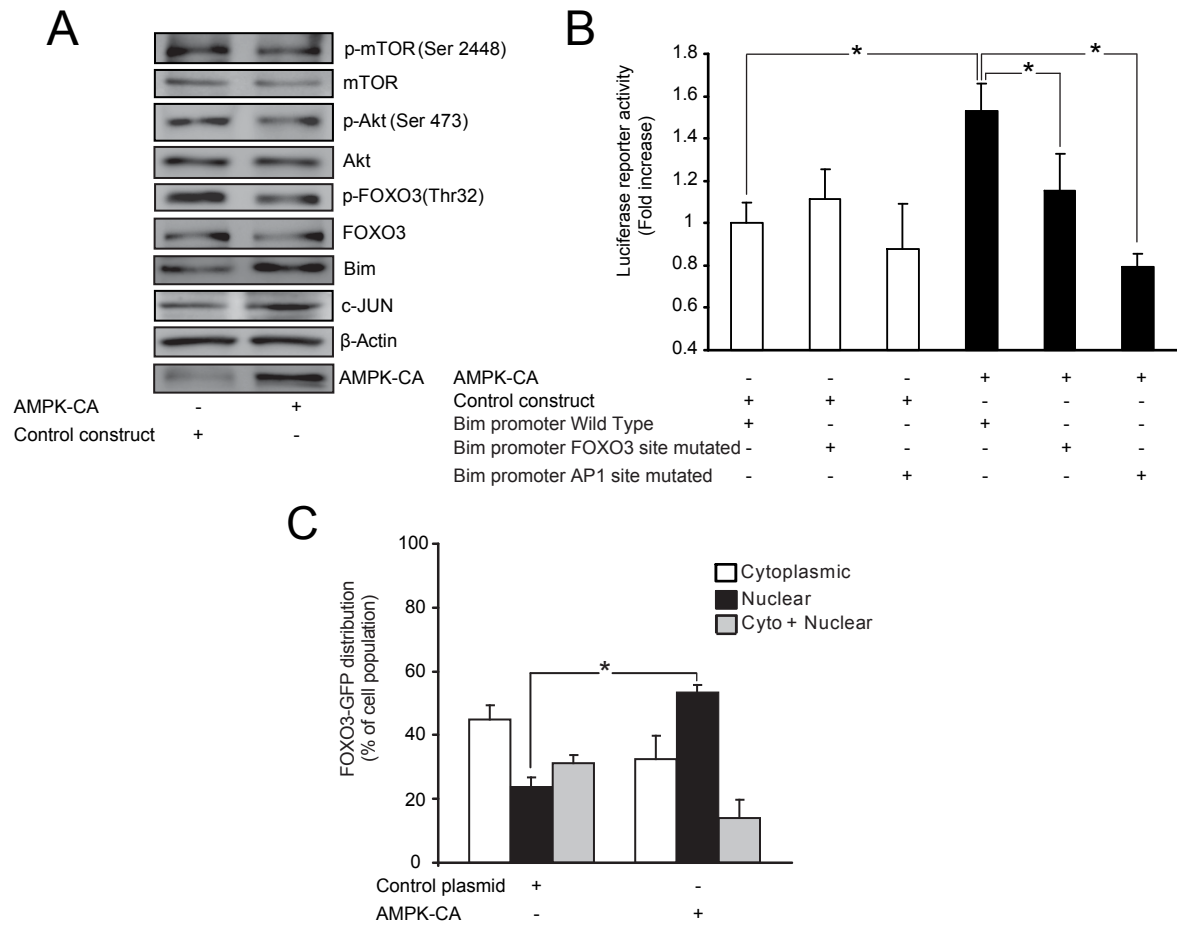 A
p-mTOR (Ser 2448)
mTOR
p-Akt (Ser 473)
Akt
p-FOXO3(Thr32)
FOXO3
Bim
c-JUN
β-Actin
AMPK-CA
AMPK-CA - +
Control construct + -
B
Luciferase reporter activity
(Fold increase)
1.8
1.6
1.4
1.2
1
0.8
0.6
0.4
* * *
AMPK-CA - - - + + +
Control construct + + + - - -
Bim promoter Wild Type + - - + - -
Bim promoter FOXO3 site mutated - + - - + -
Bim promoter AP1 site mutated - - + - - +
C
FOXO3-GFP distribution
(% of cell population)
100
80
60
40
20
0
Cytoplasmic
Nuclear
Cyto + Nuclear
*
Control plasmid + -
AMPK-CA - +